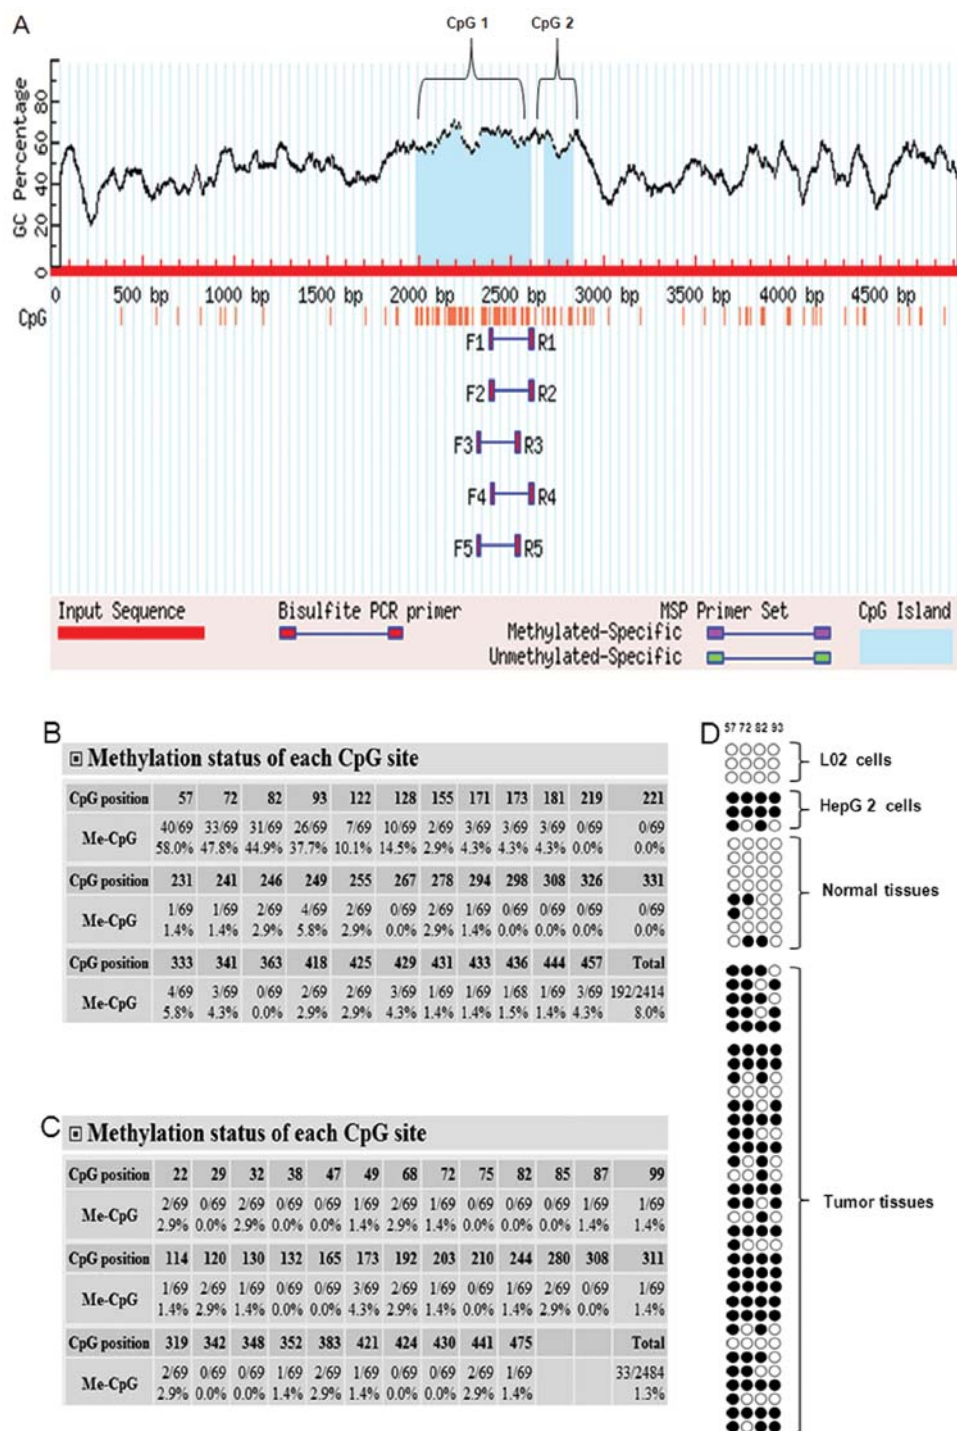 A
CpG 1
CpG 2
GC Percentage
80
60
40
20
0
0 500 bp 1000 bp 1500 bp 2000 bp 2500 bp 3000 bp 3500 bp 4000 bp 4500 bp
CpG
F1 R1
F2 R2
F3 R3
F4 R4
F5 R5
Input Sequence
Bisulfite PCR primer
MSP Primer Set
CpG Island
Methylated-Specific
Unmethylated-Specific
B
Methylation status of each CpG site
CpG position 57 72 82 93 122 128 155 171 173 181 219 221
Me-CpG
40/69 33/69 31/69 26/69 7/69 10/69 2/69 3/69 3/69 3/69 0/69 0/69
58.0% 47.8% 44.9% 37.7% 10.1% 14.5% 2.9% 4.3% 4.3% 4.3% 0.0% 0.0%
CpG position 231 241 246 249 255 267 278 294 298 308 326 331
Me-CpG
1/69 1/69 2/69 4/69 2/69 0/69 2/69 1/69 0/69 0/69 0/69 0/69
1.4% 1.4% 2.9% 5.8% 2.9% 0.0% 2.9% 1.4% 0.0% 0.0% 0.0% 0.0%
CpG position 333 341 363 418 425 429 431 433 436 444 457 Total
Me-CpG
4/69 3/69 0/69 2/69 2/69 3/69 1/69 1/69 1/68 1/69 3/69 192/2414
5.8% 4.3% 0.0% 2.9% 2.9% 4.3% 1.4% 1.4% 1.5% 1.4% 4.3% 8.0%
C
Methylation status of each CpG site
CpG position 22 29 32 38 47 49 68 72 75 82 85 87 99
Me-CpG
2/69 0/69 2/69 0/69 0/69 1/69 2/69 1/69 0/69 0/69 0/69 1/69 1/69
2.9% 0.0% 2.9% 0.0% 0.0% 1.4% 2.9% 1.4% 0.0% 0.0% 0.0% 1.4% 1.4%
CpG position 114 120 130 132 165 173 192 203 210 244 280 308 311
Me-CpG
1/69 2/69 1/69 0/69 0/69 3/69 2/69 1/69 0/69 1/69 2/69 0/69 1/69
1.4% 2.9% 1.4% 0.0% 0.0% 4.3% 2.9% 1.4% 0.0% 1.4% 2.9% 0.0% 1.4%
CpG position 319 342 348 352 383 421 424 430 441 475 Total
Me-CpG
2/69 0/69 0/69 1/69 2/69 1/69 0/69 0/69 2/69 1/69 33/2484
2.9% 0.0% 0.0% 1.4% 2.9% 1.4% 0.0% 0.0% 2.9% 1.4% 1.3%
D
57 72 82 93
L02 cells
HepG 2 cells
Normal tissues
Tumor tissues